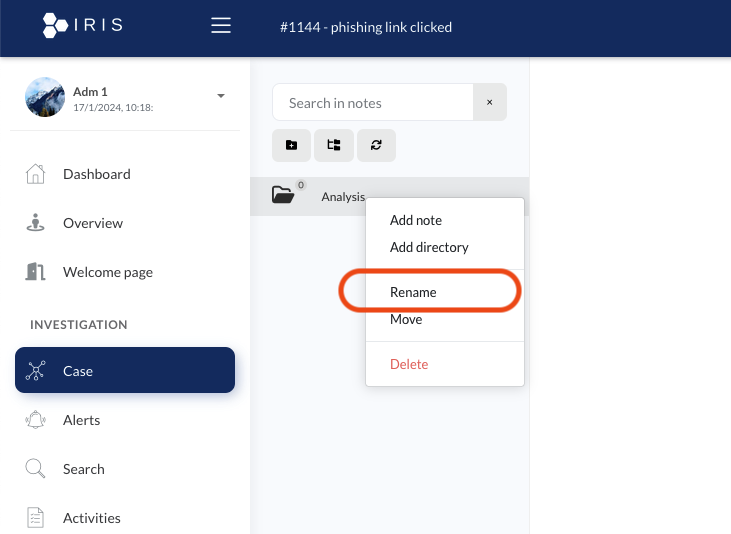 IRIS
#1144 - phishing link clicked
Adm 1
17/1/2024, 10:18:
Dashboard
Overview
Welcome page
INVESTIGATION
Case
Alerts
Search
Activities
Search in notes
×
0
Analysis
Add note
Add directory
Rename
Move
Delete